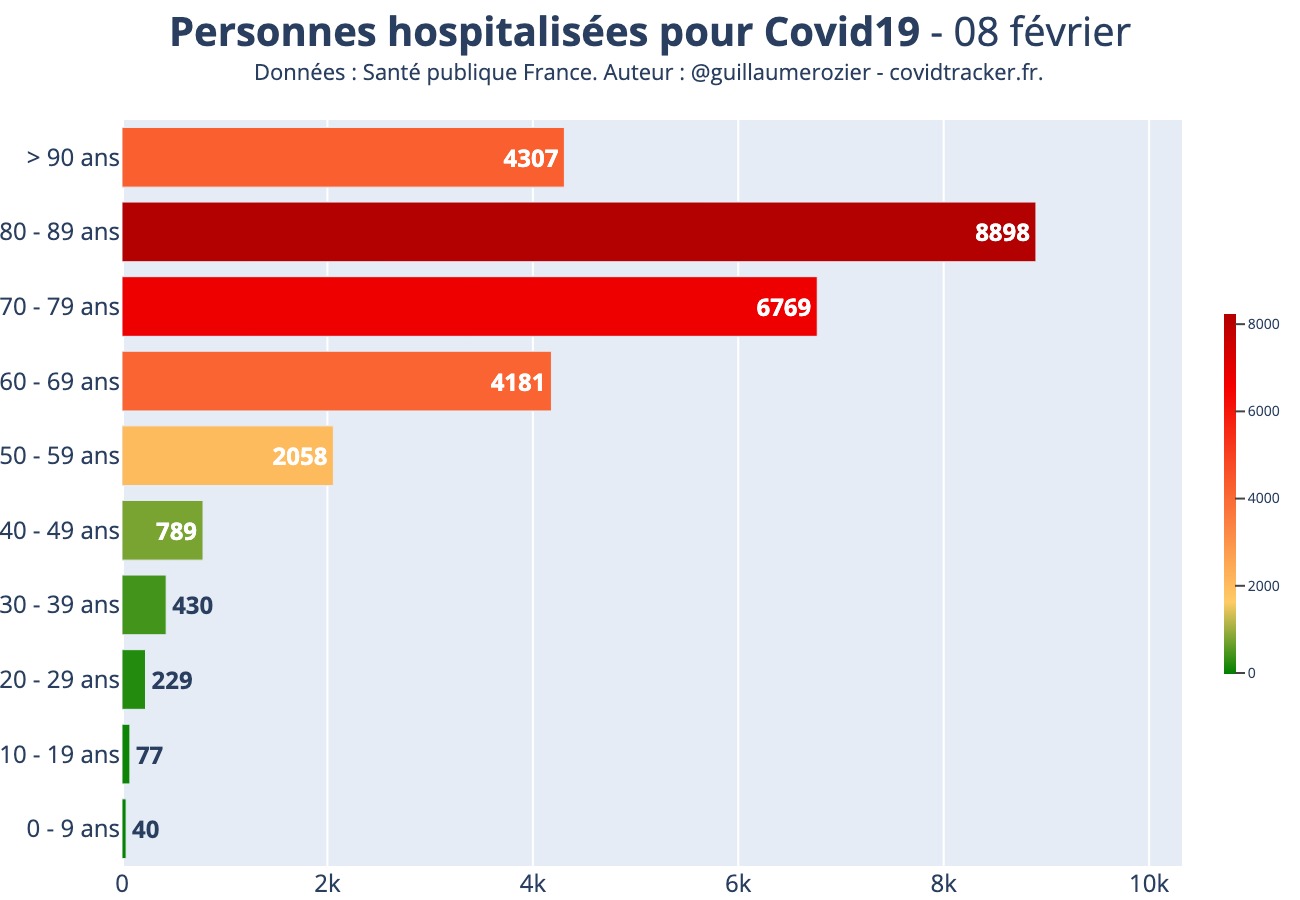 Personnes hospitalisées pour Covid19 - 08 février
Données : Santé publique France. Auteur : @guillaumerozier - covidtracker.fr.
> 90 ans 4307
80 - 89 ans 8898
70 - 79 ans 6769
60 - 69 ans 4181
50 - 59 ans 2058
40 - 49 ans 789
30 - 39 ans 430
20 - 29 ans 229
10 - 19 ans 77
0 - 9 ans 40
0 2k 4k 6k 8k 10k
8000
6000
4000
2000
0